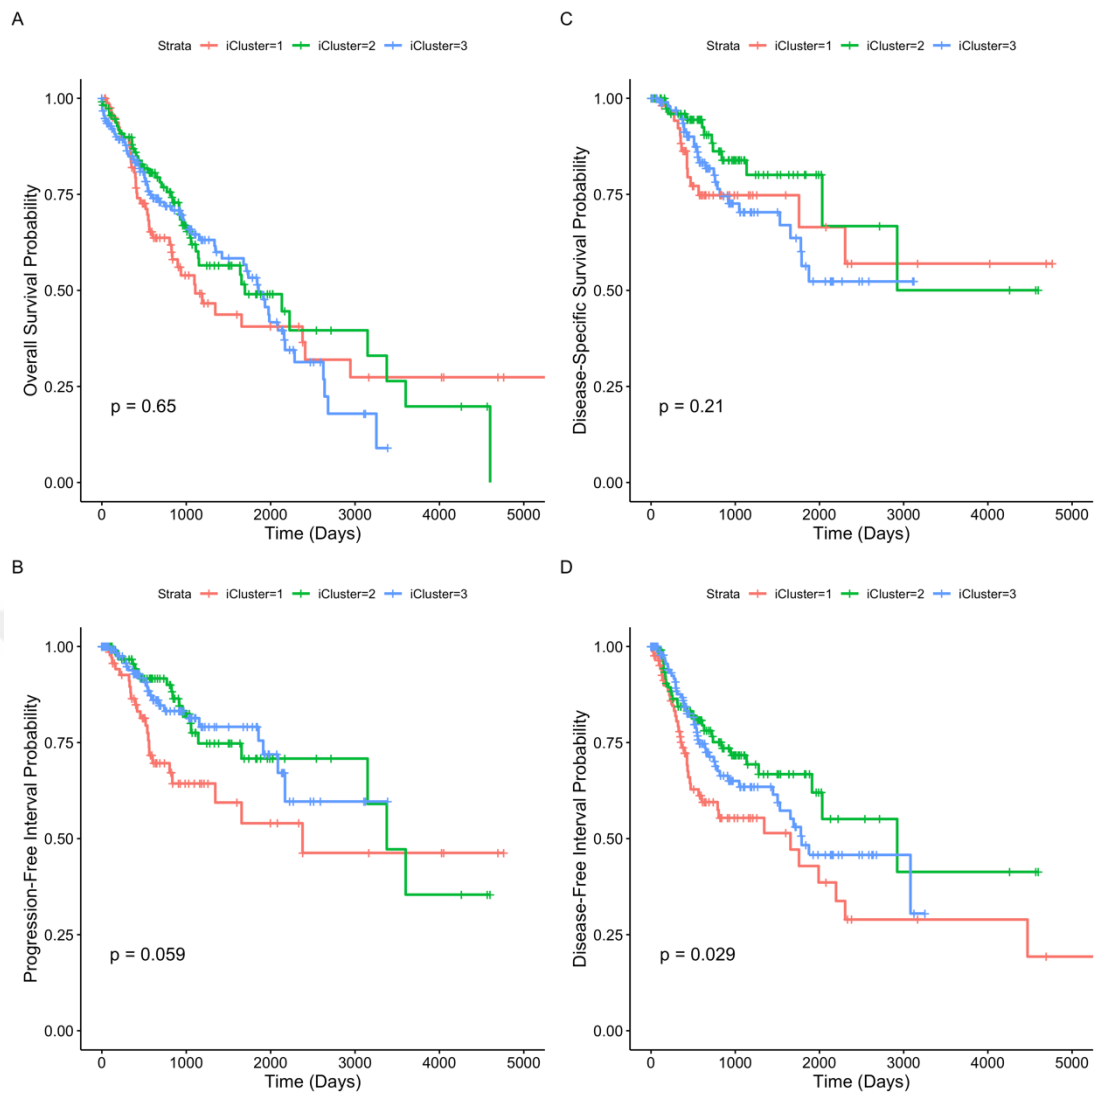 A
Strata iCluster=1 iCluster=2 iCluster=3
Overall Survival Probability
1.00
0.75
0.50
0.25
0.00
p = 0.65
0 1000 2000 3000 4000 5000
Time (Days)
C
Strata iCluster=1 iCluster=2 iCluster=3
Disease-Specific Survival Probability
1.00
0.75
0.50
0.25
0.00
p = 0.21
0 1000 2000 3000 4000 5000
Time (Days)
B
Strata iCluster=1 iCluster=2 iCluster=3
Progression-Free Interval Probability
1.00
0.75
0.50
0.25
0.00
p = 0.059
0 1000 2000 3000 4000 5000
Time (Days)
D
Strata iCluster=1 iCluster=2 iCluster=3
Disease-Free Interval Probability
1.00
0.75
0.50
0.25
0.00
p = 0.029
0 1000 2000 3000 4000 5000
Time (Days)